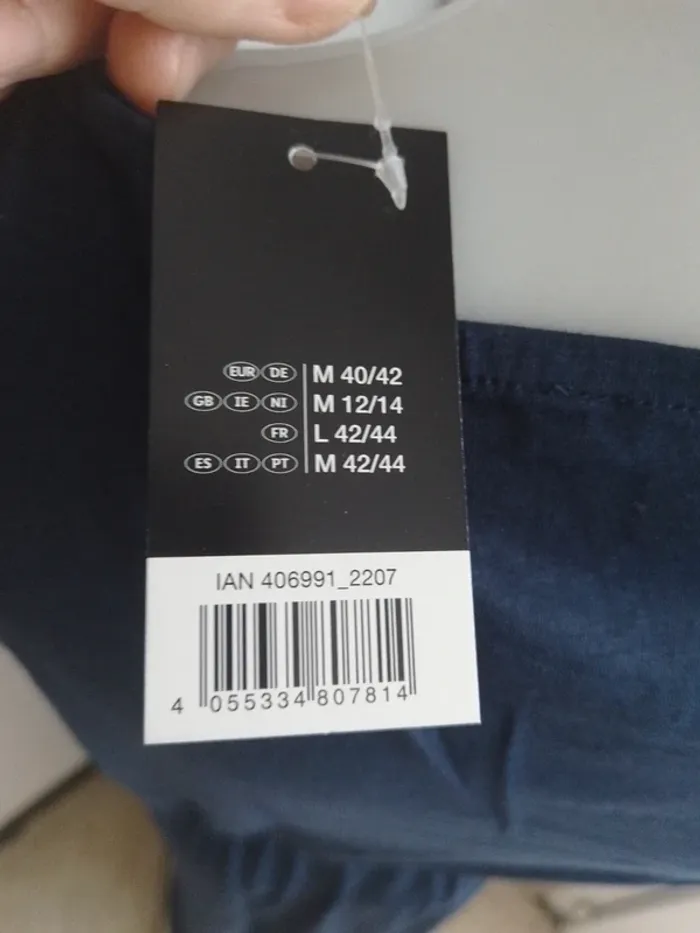 EUR DE M 40/42
GB IE NI M 12/14
FR L 42/44
ES IT PT M 42/44
IAN 406991_2207
4 055334 807814